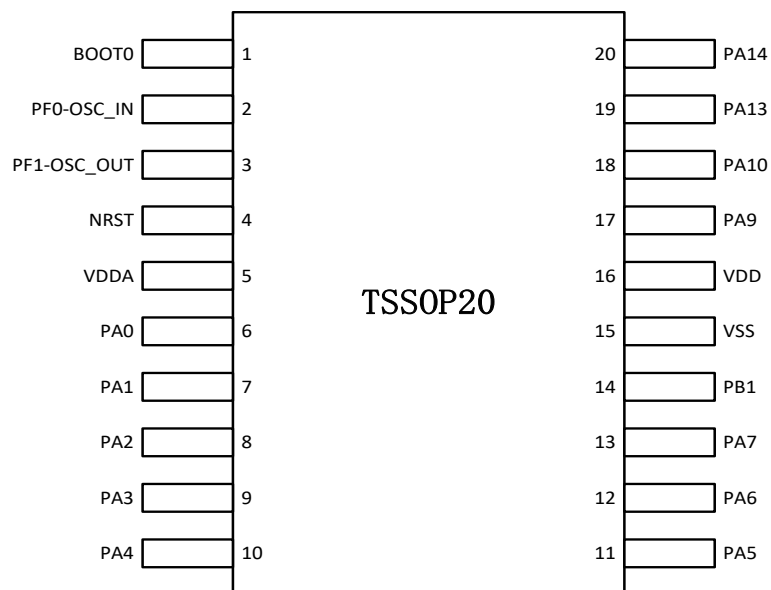 BOOT0 1 20 PA14
PF0-OSC_IN 2 19 PA13
PF1-OSC_OUT 3 18 PA10
NRST 4 17 PA9
VDDA 5 16 VDD
TSSOP20
PA0 6 15 VSS
PA1 7 14 PB1
PA2 8 13 PA7
PA3 9 12 PA6
PA4 10 11 PA5